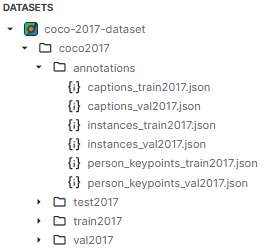 DATASETS
coco-2017-dataset
coco2017
annotations
captions_train2017.json
captions_val2017.json
instances_train2017.json
instances_val2017.json
person_keypoints_train2017.json
person_keypoints_val2017.json
test2017
train2017
val2017